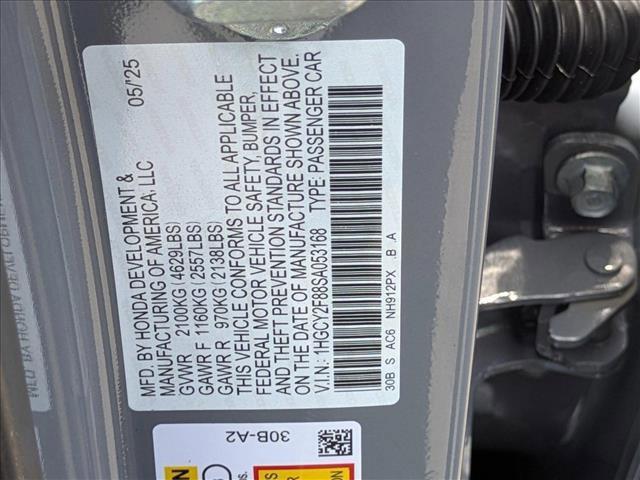 MFD. BY HONDA DEVELOPMENT & 05/'25
MANUFACTURING OF AMERICA, LLC
GVWR 2100KG (4629LBS)
GAWR F 1160KG (2557LBS)
GAWR R 970KG (2138LBS)
THIS VEHICLE CONFORMS TO ALL APPLICABLE
FEDERAL MOTOR VEHICLE SAFETY, BUMPER,
AND THEFT PREVENTION STANDARDS IN EFFECT
ON THE DATE OF MANUFACTURE SHOWN ABOVE.
V.I.N.: 1HGCY2F88SA053168 TYPE: PASSENGER CAR
30B S AC6 NH912PX .B .A
30B-A2